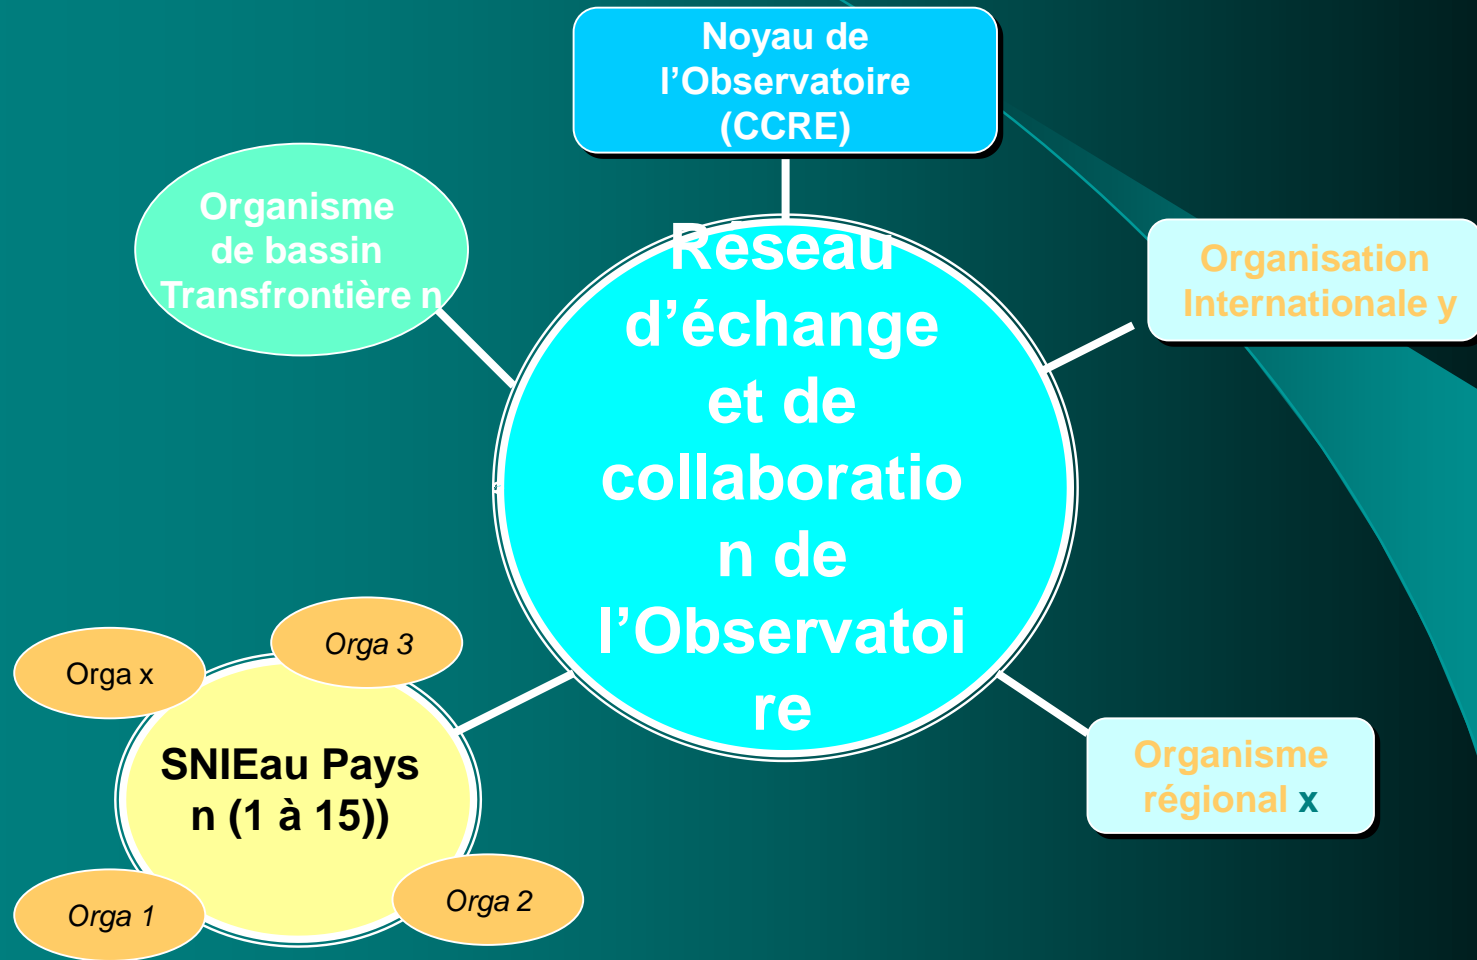 Noyau de
l’Observatoire
(CCRE)
Organisme
de bassin
Transfrontière n
Réseau
d’échange
et de
collaboratio
n de
l’Observatoi
re
Organisation
Internationale y
Organisme
régional x
Orga x
Orga 3
SNIEau Pays
n (1 à 15))
Orga 1
Orga 2